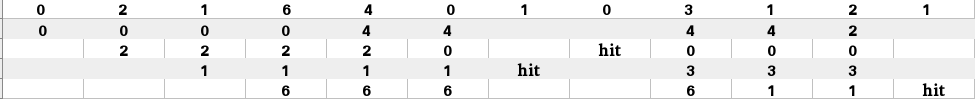 0 2 1 6 4 0 1 0 3 1 2 1
0 0 0 0 4 4 4 4 2
2 2 2 2 0 hit 0 0 0
1 1 1 1 hit 3 3 3
6 6 6 6 1 1 hit